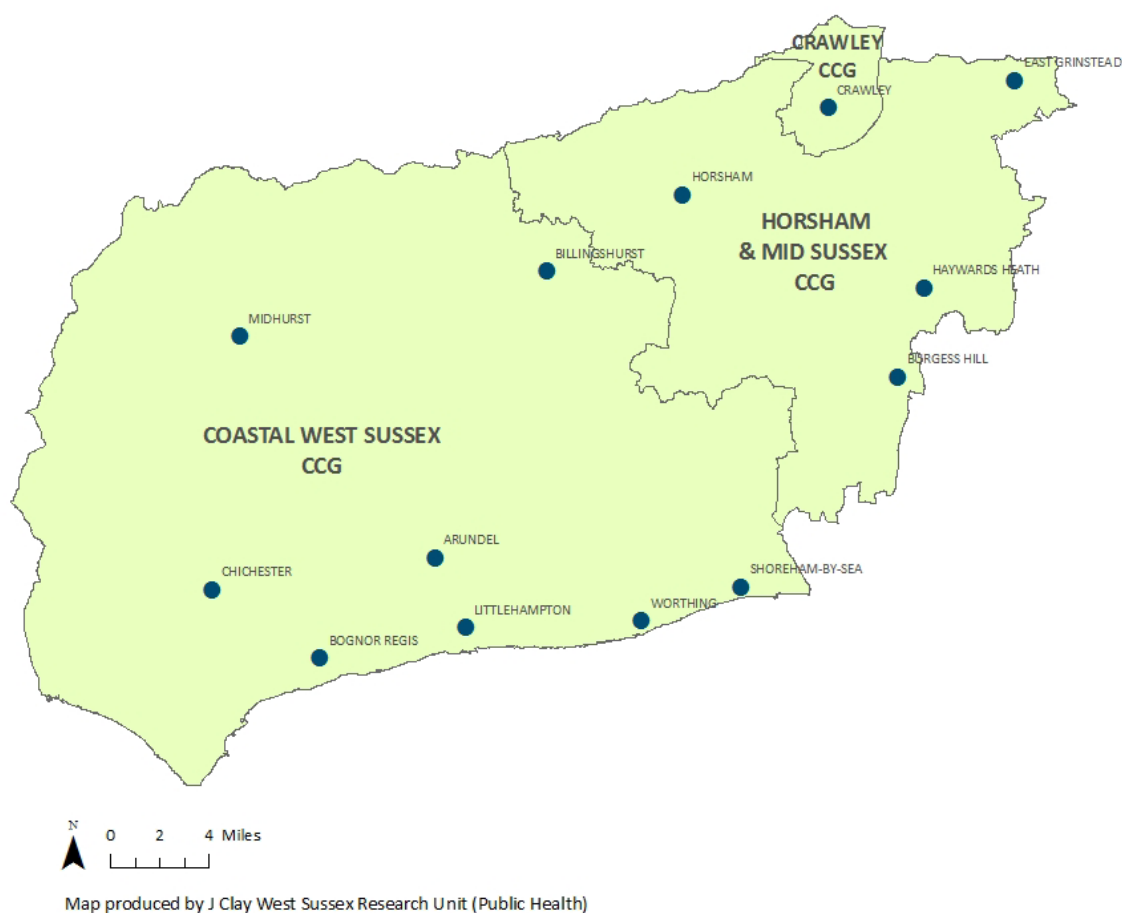 CRAWLEY
CCG
EAST GRINSTEAD
CRAWLEY
HORSHAM
HORSHAM
& MID SUSSEX
CCG
BILLINGSHURST
HAYWARDS HEATH
MIDHURST
BURGESS HILL
COASTAL WEST SUSSEX
CCG
ARUNDEL
CHICHESTER
SHOREHAM-BY-SEA
LITTLEHAMPTON
WORTHING
BOGNOR REGIS
N
0 2 4 Miles
Map produced by J Clay West Sussex Research Unit (Public Health)